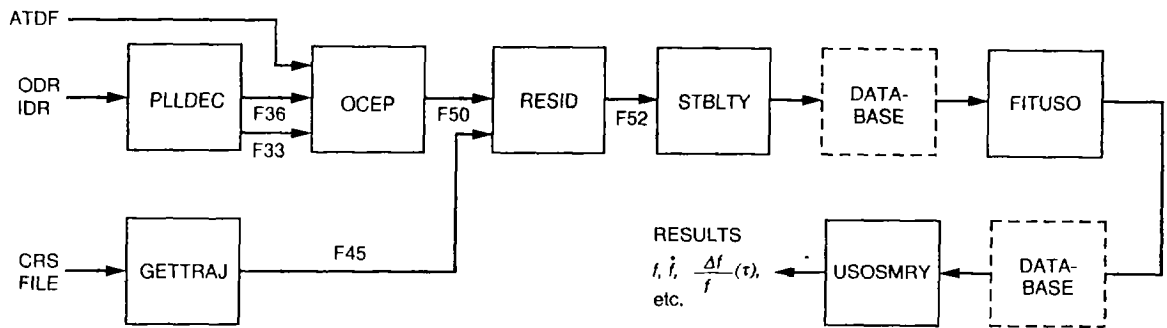 ATDF
ODR
IDR
PLLDEC
F36
F33
OCEP
F50
RESID
F52
STBLTY
DATA-
BASE
FITUSO
CRS
FILE
GETTRAJ
F45
RESULTS
f, ḟ, Δf/f (τ),
etc.
USOSMRY
DATA-
BASE